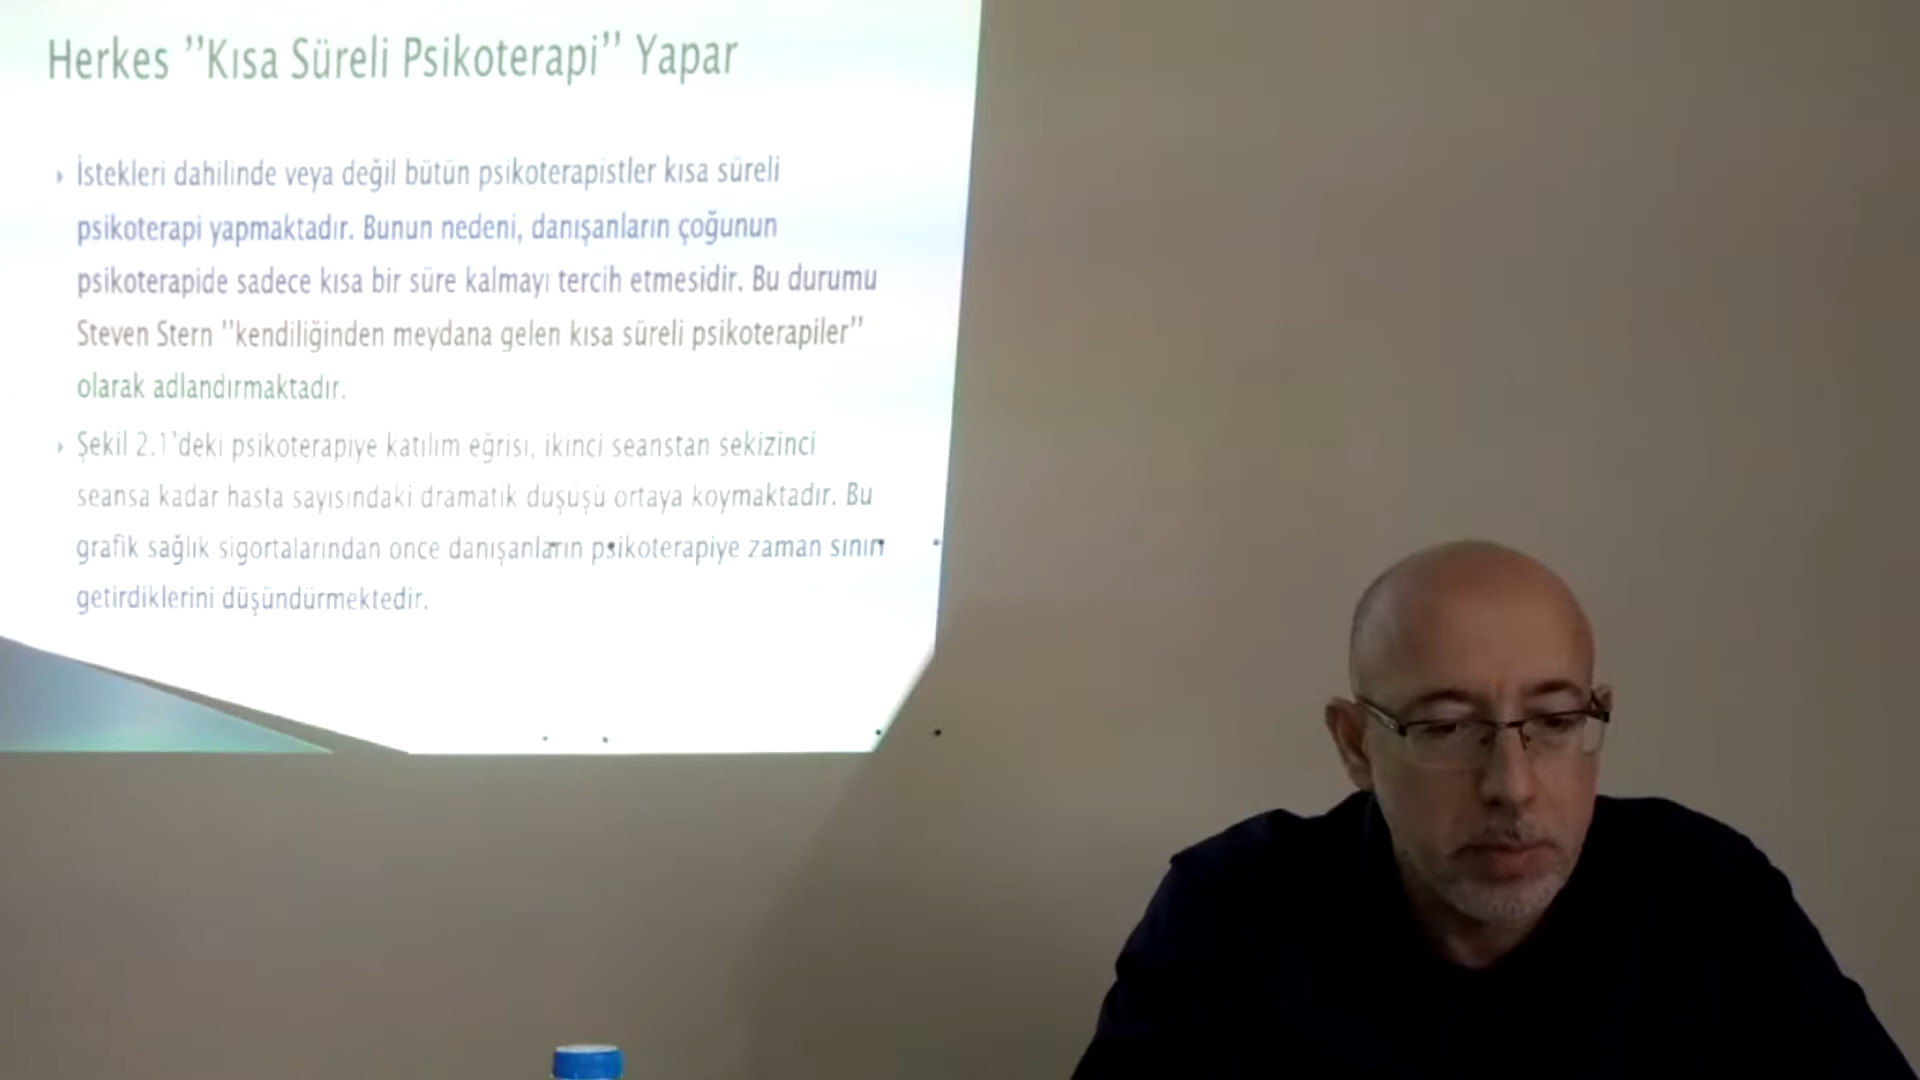 Herkes ”Kısa Süreli Psikoterapi” Yapar
İstekleri dahilinde veya değil bütün psikoterapistler kısa süreli
psikoterapi yapmaktadır. Bunun nedeni, danışanların çoğunun
psikoterapide sadece kısa bir süre kalmayı tercih etmesidir. Bu durumu
Steven Stern ”kendiliğinden meydana gelen kısa süreli psikoterapiler”
olarak adlandırmaktadır.
Şekil 2.1’deki psikoterapiye katılım eğrisi, ikinci seanstan sekizinci
seansa kadar hasta sayısındaki dramatik düşüşü ortaya koymaktadır. Bu
grafik sağlık sigortalarından önce danışanların psikoterapiye zaman sınırı
getirdiklerini düşündürmektedir.